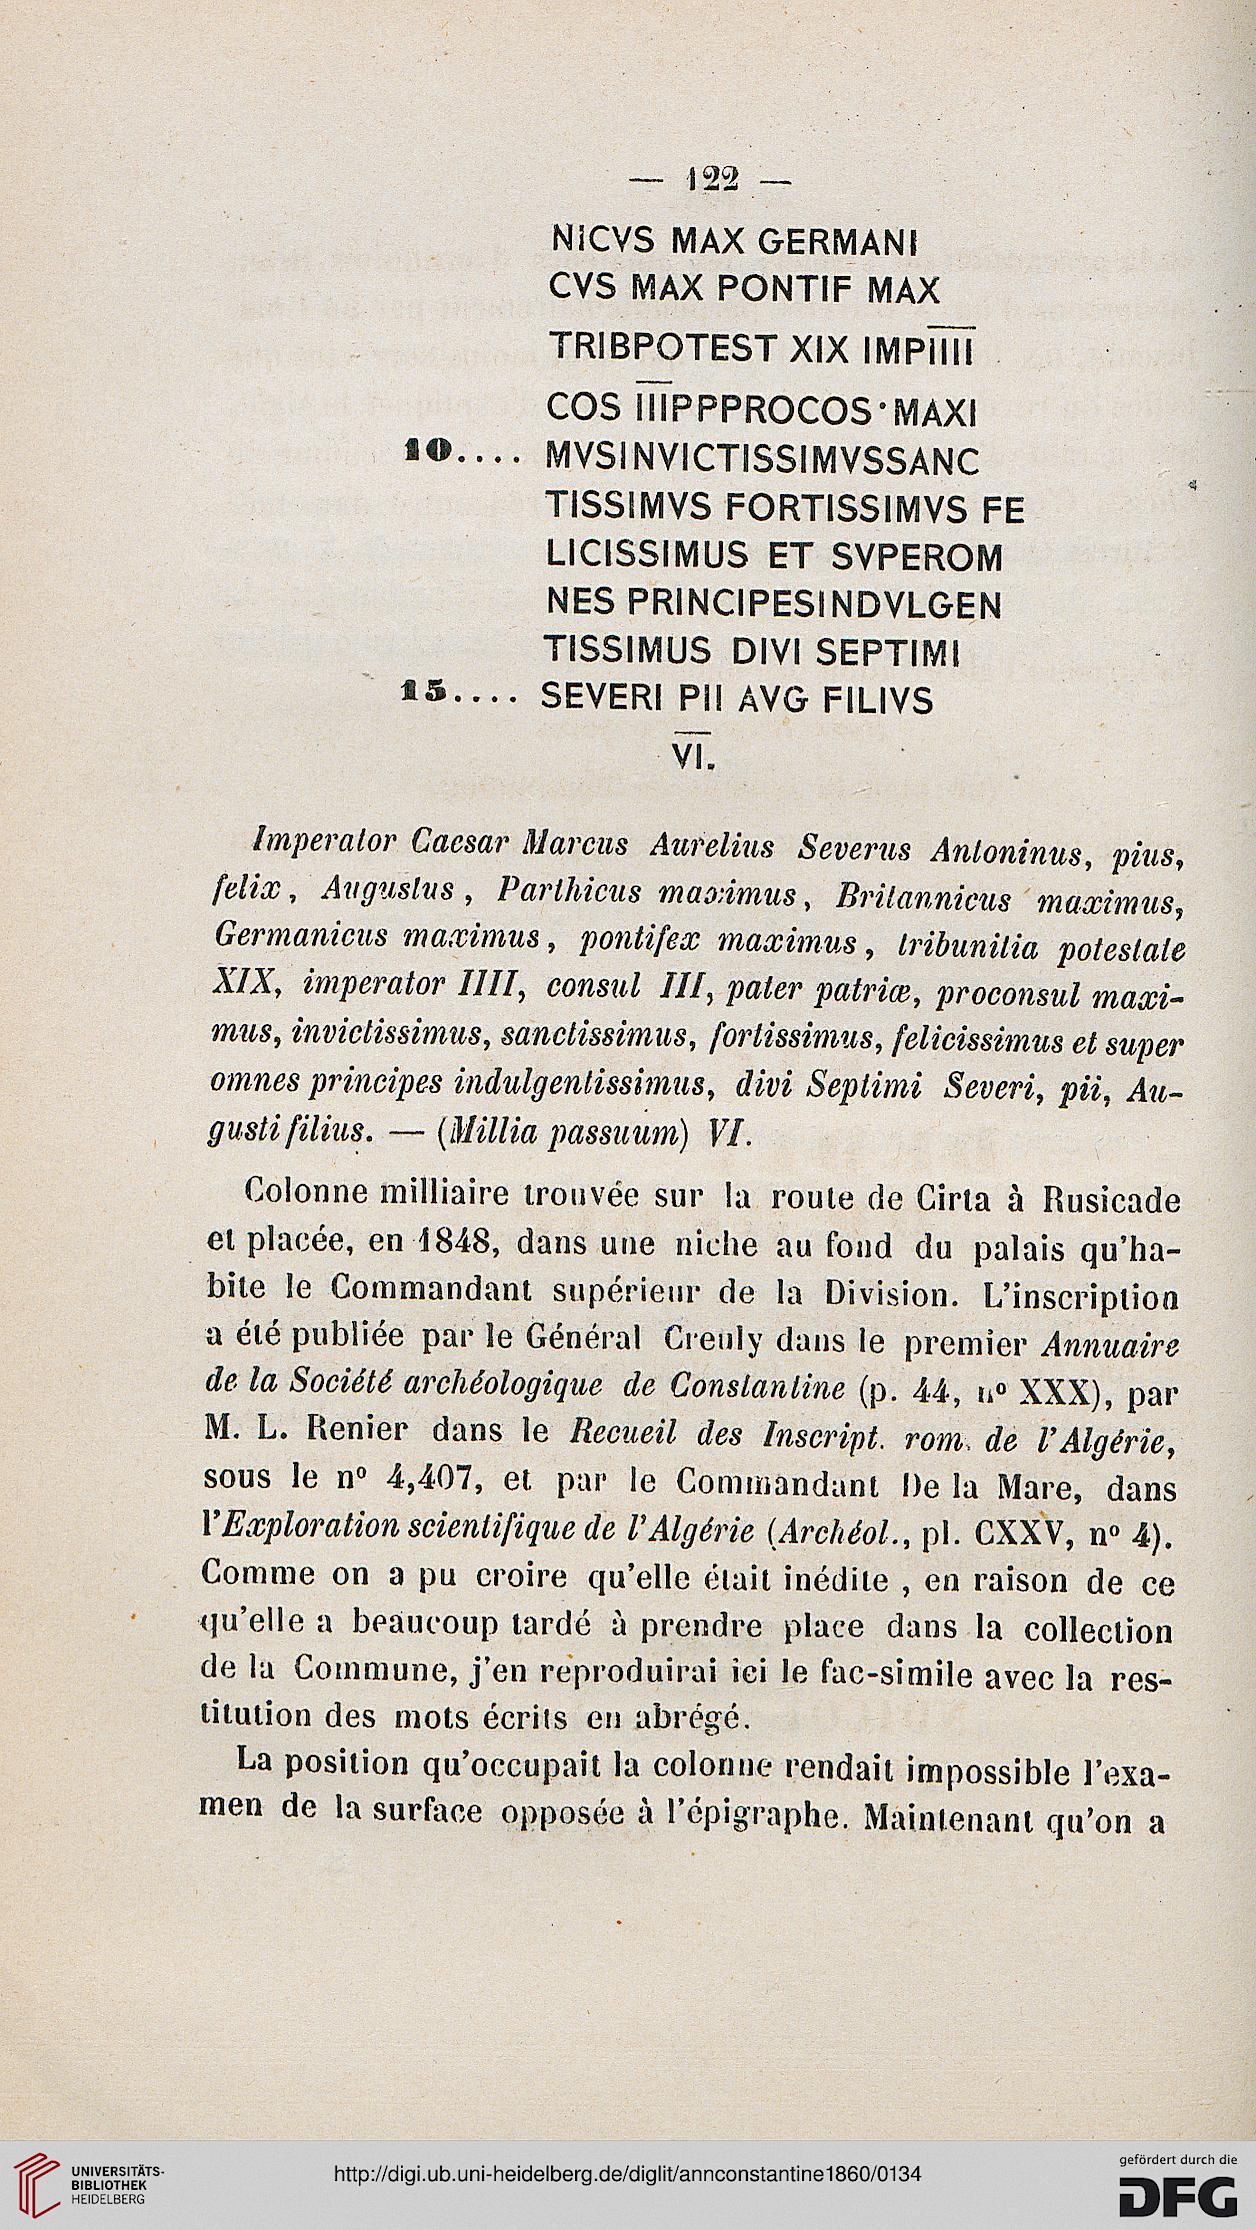 — 122 —
NICVS MAX GERMANI
CVS MAX PONTIF MAX
TRIBPOTEST XIX IMPIIII
COS IIIPPPROCOS·MAXI
10.... MVSINVICTISSIMVSSANC
TISSIMVS FORTISSIMVS FE
LICISSIMUS ET SVPEROM
NES PRINCIPESINDVLGEN
TISSIMUS DIVI SEPTIMI
15.... SEVERI PII AVG FILIVS
VI.
Imperator Caesar Marcus Aurelius Severus Antoninus, pius,
felix, Augustus, Parthicus maximus, Britannicus maximus,
Germanicus maximus, pontifex maximus, tribunitia potestate
XIX, imperator IIII, consul III, pater patriæ, proconsul maxi-
mus, invictissimus, sanctissimus, fortissimus, felicissimus et super
omnes principes indulgentissimus, divi Septimi Severi, pii, Au-
gusti filius. — (Millia passuum) VI.
Colonne milliaire trouvée sur la route de Cirta à Rusicade
et placée, en 1848, dans une niche au fond du palais qu'ha-
bite le Commandant supérieur de la Division. L'inscription
a été publiée par le Général Creuly dans le premier Annuaire
de la Société archéologique de Constantine (p. 44, nº XXX), par
M. L. Renier dans le Recueil des Inscript. rom. de l'Algérie,
sous le nº 4,407, et par le Commandant De la Mare, dans
l'Exploration scientifique de l'Algérie (Archéol., pl. CXXV, nº 4).
Comme on a pu croire qu'elle était inédite , en raison de ce
qu'elle a beaucoup tardé à prendre place dans la collection
de la Commune, j'en reproduirai ici le fac-simile avec la res-
titution des mots écrits en abrégé.
La position qu'occupait la colonne rendait impossible l'exa-
men de la surface opposée à l'épigraphe. Maintenant qu'on a
UNIVERSITÄTS-
BIBLIOTHEK
HEIDELBERG
http://digi.ub.uni-heidelberg.de/diglit/annconstantine1860/0134
gefördert durch die
DFG